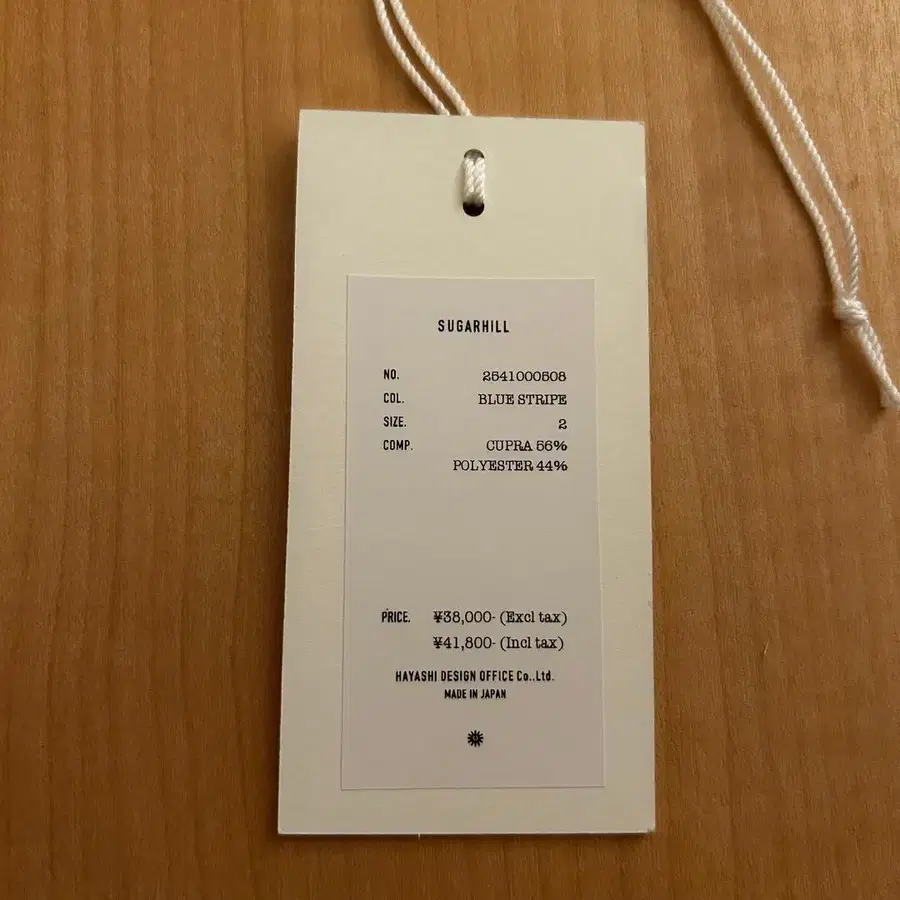 SUGARHILL
NO. 2541000508
COL. BLUE STRIPE
SIZE. 2
COMP. CUPRA 56%
POLYESTER 44%
PRICE. ¥38,000- (Excl tax)
¥41,800- (Incl tax)
HAYASHI DESIGN OFFICE Co.,Ltd.
MADE IN JAPAN